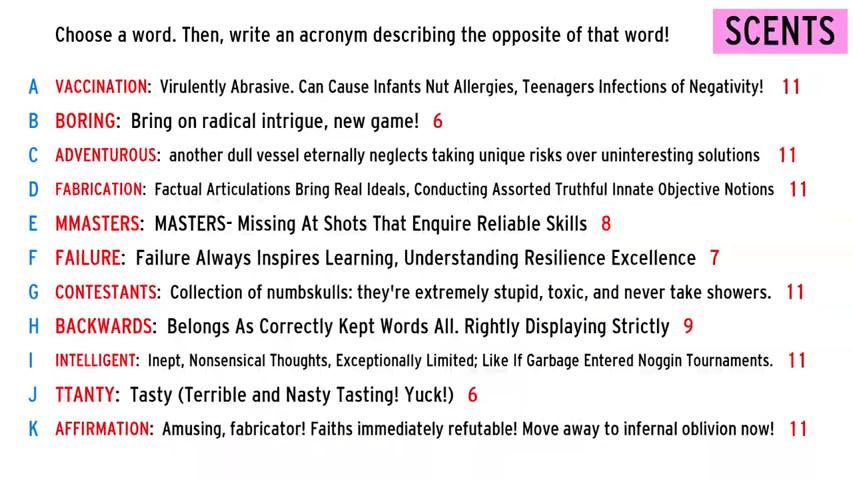 Choose a word. Then, write an acronym describing the opposite of that word!
SCENTS
A VACCINATION: Virulently Abrasive. Can Cause Infants Nut Allergies, Teenagers Infections of Negativity! 11
B BORING: Bring on radical intrigue, new game! 6
C ADVENTUROUS: another dull vessel eternally neglects taking unique risks over uninteresting solutions 11
D FABRICATION: Factual Articulations Bring Real Ideals, Conducting Assorted Truthful Innate Objective Notions 11
E MMASTERS: MASTERS- Missing At Shots That Enquire Reliable Skills 8
F FAILURE: Failure Always Inspires Learning, Understanding Resilience Excellence 7
G CONTESTANTS: Collection of numbskulls: they're extremely stupid, toxic, and never take showers. 11
H BACKWARDS: Belongs As Correctly Kept Words All. Rightly Displaying Strictly 9
I INTELLIGENT: Inept, Nonsensical Thoughts, Exceptionally Limited; Like If Garbage Entered Noggin Tournaments. 11
J TTANTY: Tasty (Terrible and Nasty Tasting! Yuck!) 6
K AFFIRMATION: Amusing, fabricator! Faiths immediately refutable! Move away to infernal oblivion now! 11